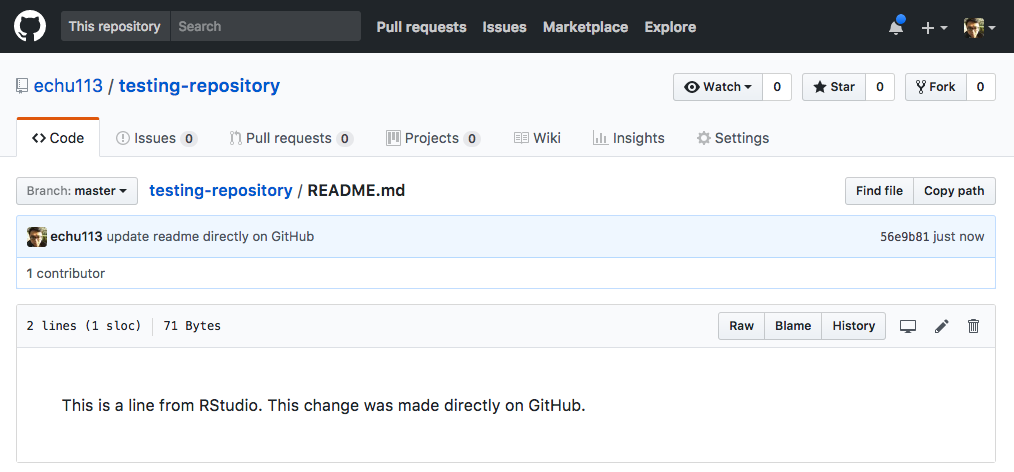 This repository Search Pull requests Issues Marketplace Explore
echu113 / testing-repository Watch 0 Star 0 Fork 0
Code Issues 0 Pull requests 0 Projects 0 Wiki Insights Settings
Branch: master testing-repository / README.md Find file Copy path
echu113 update readme directly on GitHub 56e9b81 just now
1 contributor
2 lines (1 sloc) 71 Bytes Raw Blame History
This is a line from RStudio. This change was made directly on GitHub.